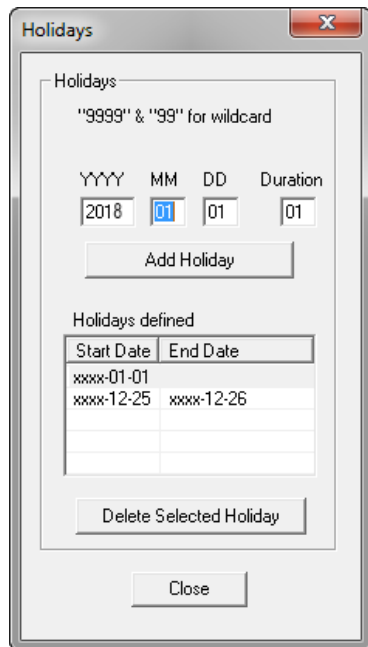 Holidays
Holidays
"9999" & "99" for wildcard
YYYY MM DD Duration
2018 01 01 01
Add Holiday
Holidays defined
Start Date End Date
xxxx-01-01
xxxx-12-25 xxxx-12-26
Delete Selected Holiday
Close